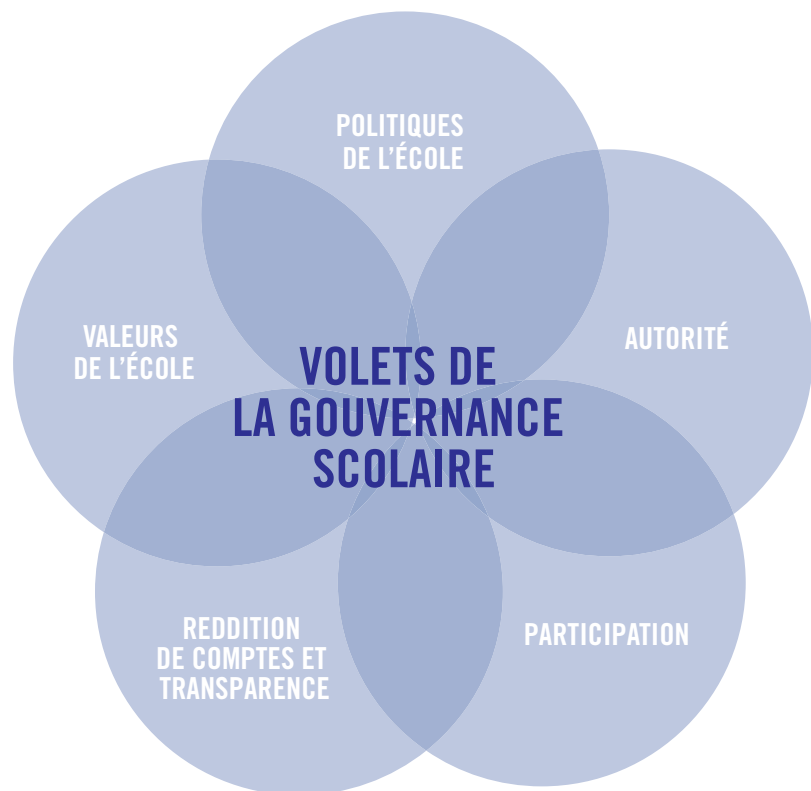 POLITIQUES
DE L'ÉCOLE
VALEURS
DE L'ÉCOLE
AUTORITÉ
VOLETS DE
LA GOUVERNANCE
SCOLAIRE
REDDITION
DE COMPTES ET
TRANSPARENCE
PARTICIPATION